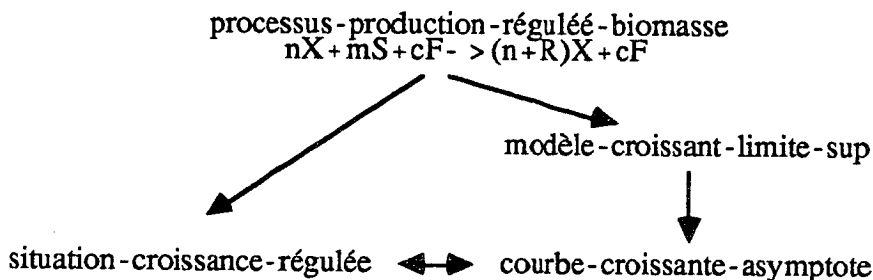 processus-production-réguléé-biomasse
nX+mS+cF- >(n+R)X+cF
modèle-croissant-limite-sup
situation-croissance-régulée
courbe-croissante-asymptote